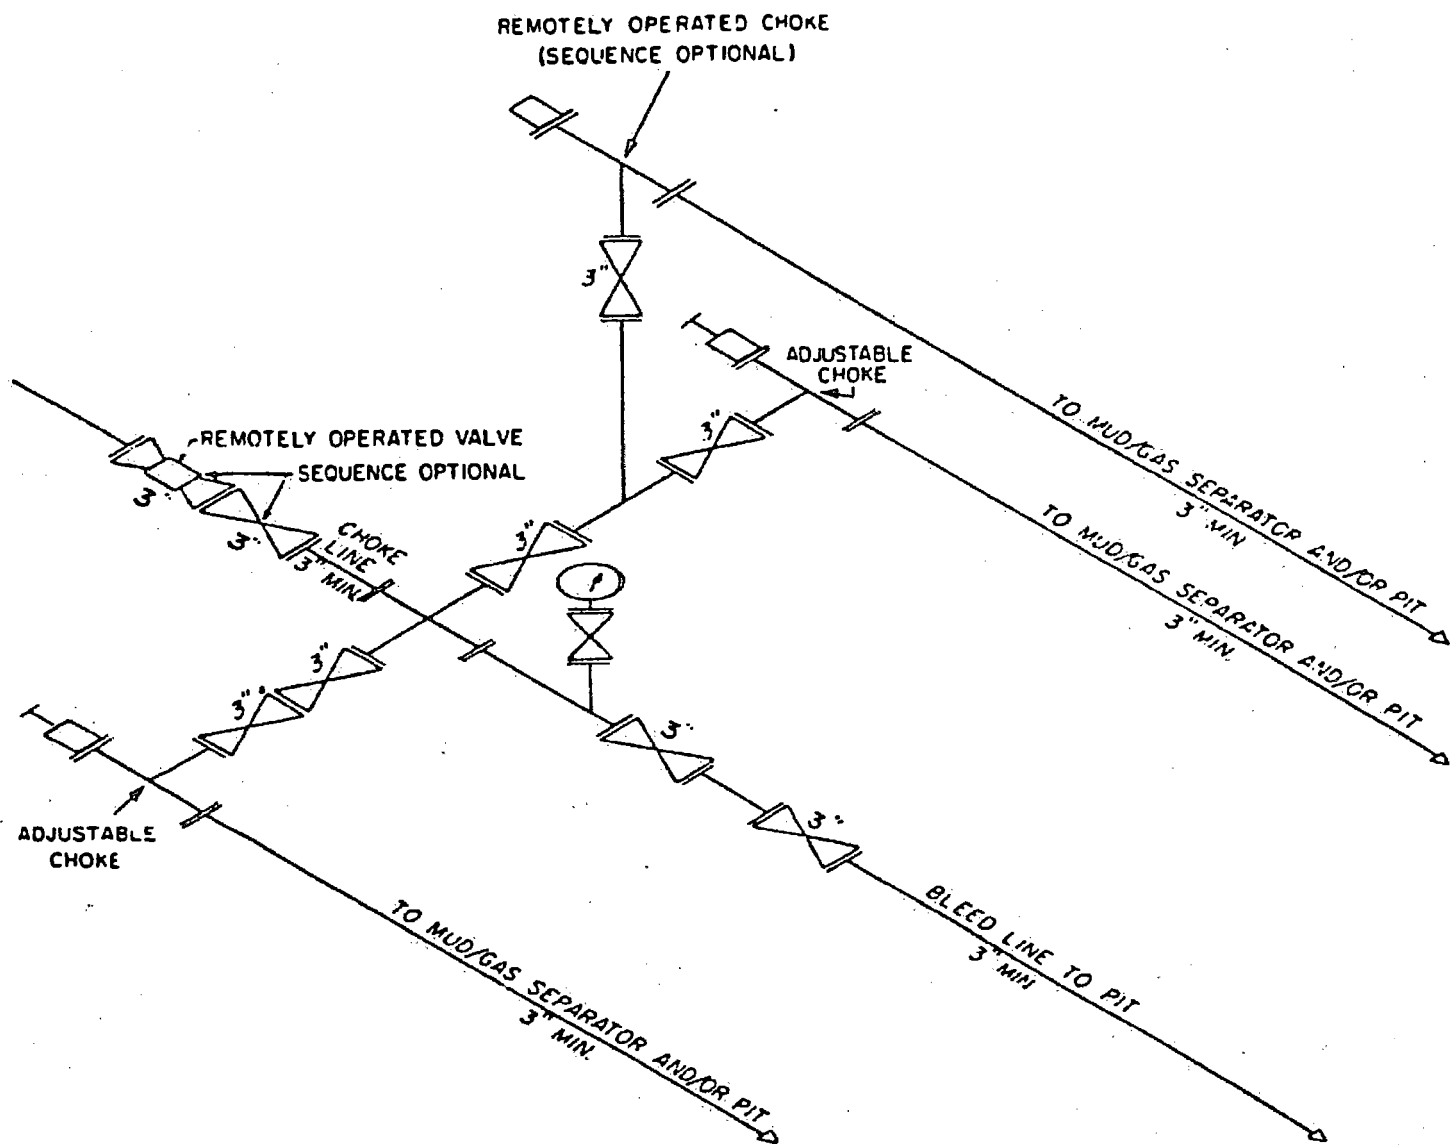 REMOTELY OPERATED CHOKE
(SEQUENCE OPTIONAL)
3"
ADJUSTABLE
CHOKE
3"
TO MUD/GAS SEPARATOR AND/OR PIT
3" MIN
REMOTELY OPERATED VALVE
SEQUENCE OPTIONAL
3"
3"
CHOKE
LINE
3" MIN.
3"
TO MUD/GAS SEPARATOR AND/OR PIT
3" MIN.
3"
3"
3"
3"
ADJUSTABLE
CHOKE
BLEED LINE TO PIT
3" MIN
TO MUD/GAS SEPARATOR AND/OR PIT
3" MIN.